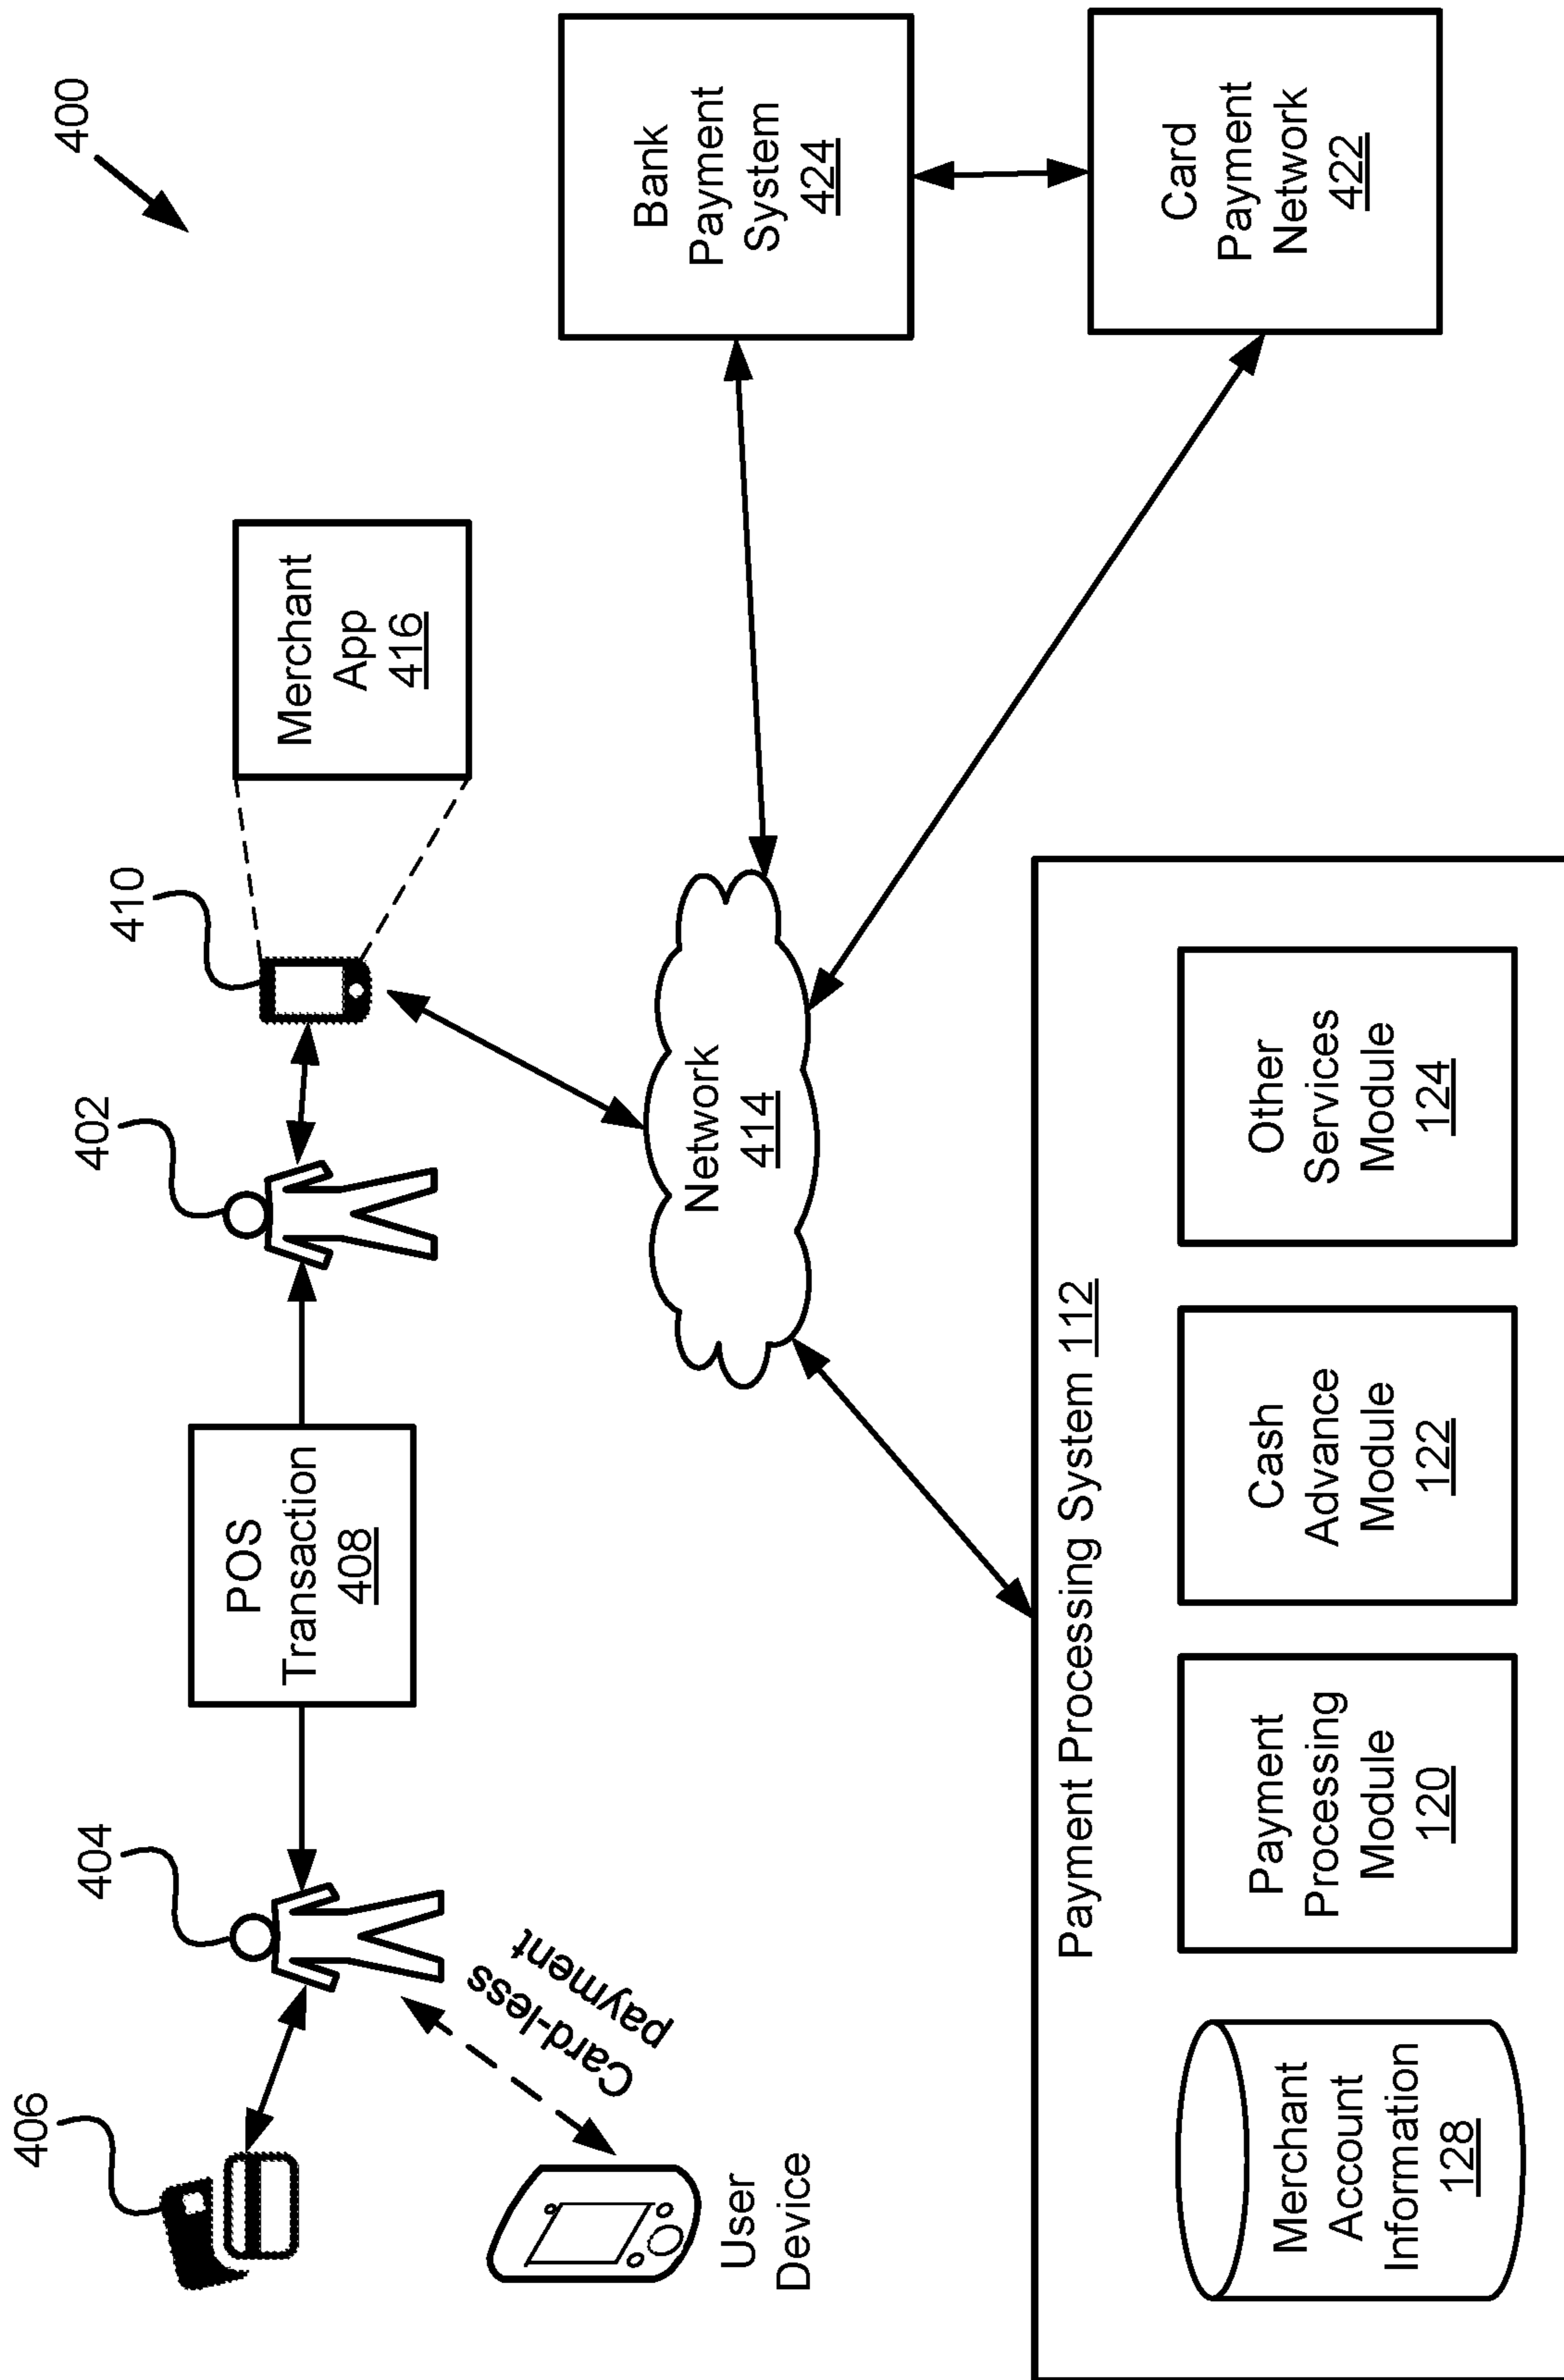 400
406
404
402
410
POS
Transaction
408
Merchant
App
416
Card-less
payment
User
Device
Network
414
Bank
Payment
System
424
Card
Payment
Network
422
Payment Processing System 112
Merchant
Account
Information
128
Payment
Processing
Module
120
Cash
Advance
Module
122
Other
Services
Module
124